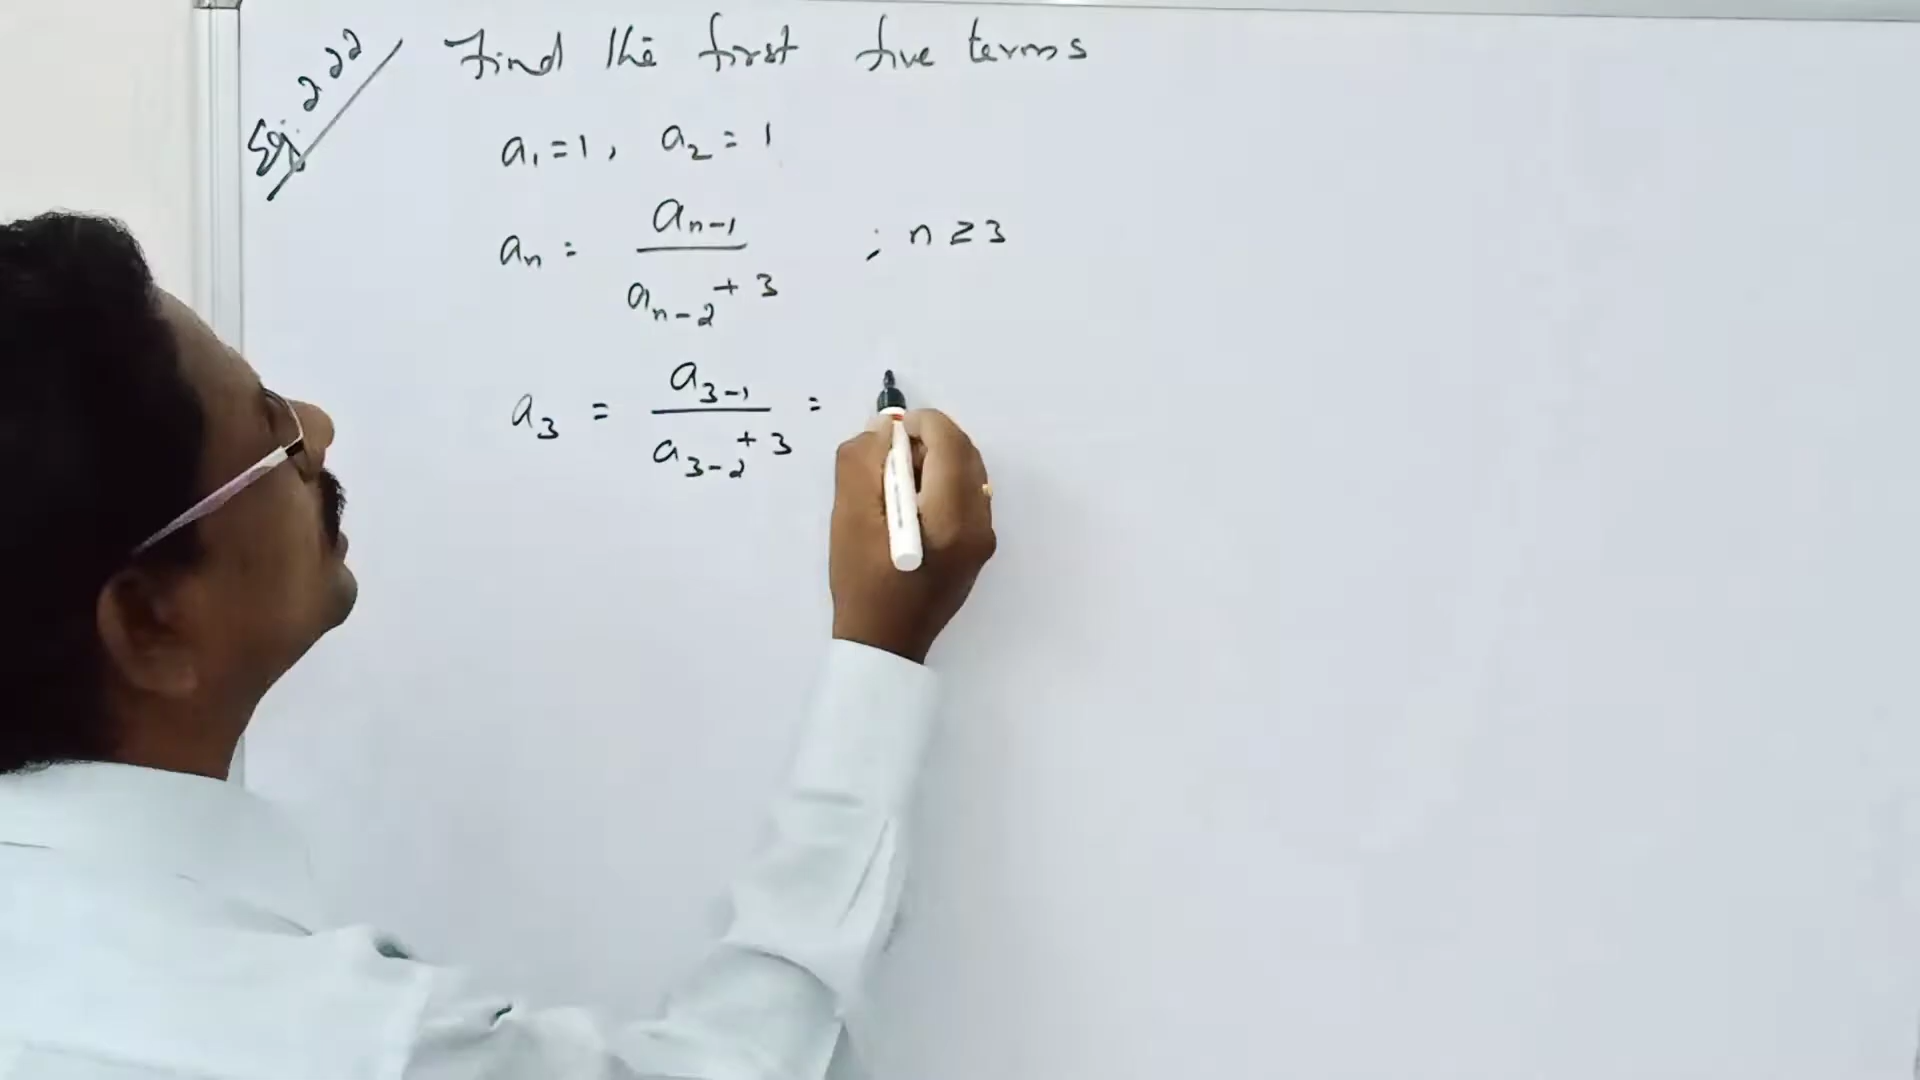 Eg. 2.22 Find the first five terms
a₁ = 1, a₂ = 1
aₙ = aₙ₋₁ / aₙ₋₂ + 3 ; n ≥ 3
a₃ = a₃₋₁ / a₃₋₂ + 3 =